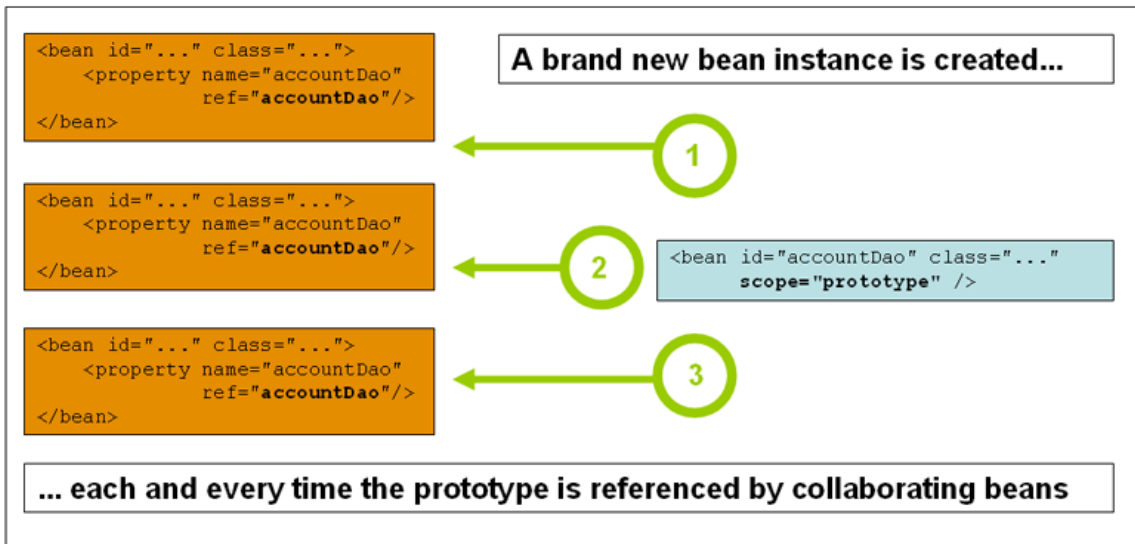 <bean id="..." class="...">
    <property name="accountDao"
              ref="accountDao"/>
</bean>
A brand new bean instance is created...
1
<bean id="..." class="...">
    <property name="accountDao"
              ref="accountDao"/>
</bean>
2
<bean id="accountDao" class="..."
      scope="prototype" />
<bean id="..." class="...">
    <property name="accountDao"
              ref="accountDao"/>
</bean>
3
... each and every time the prototype is referenced by collaborating beans